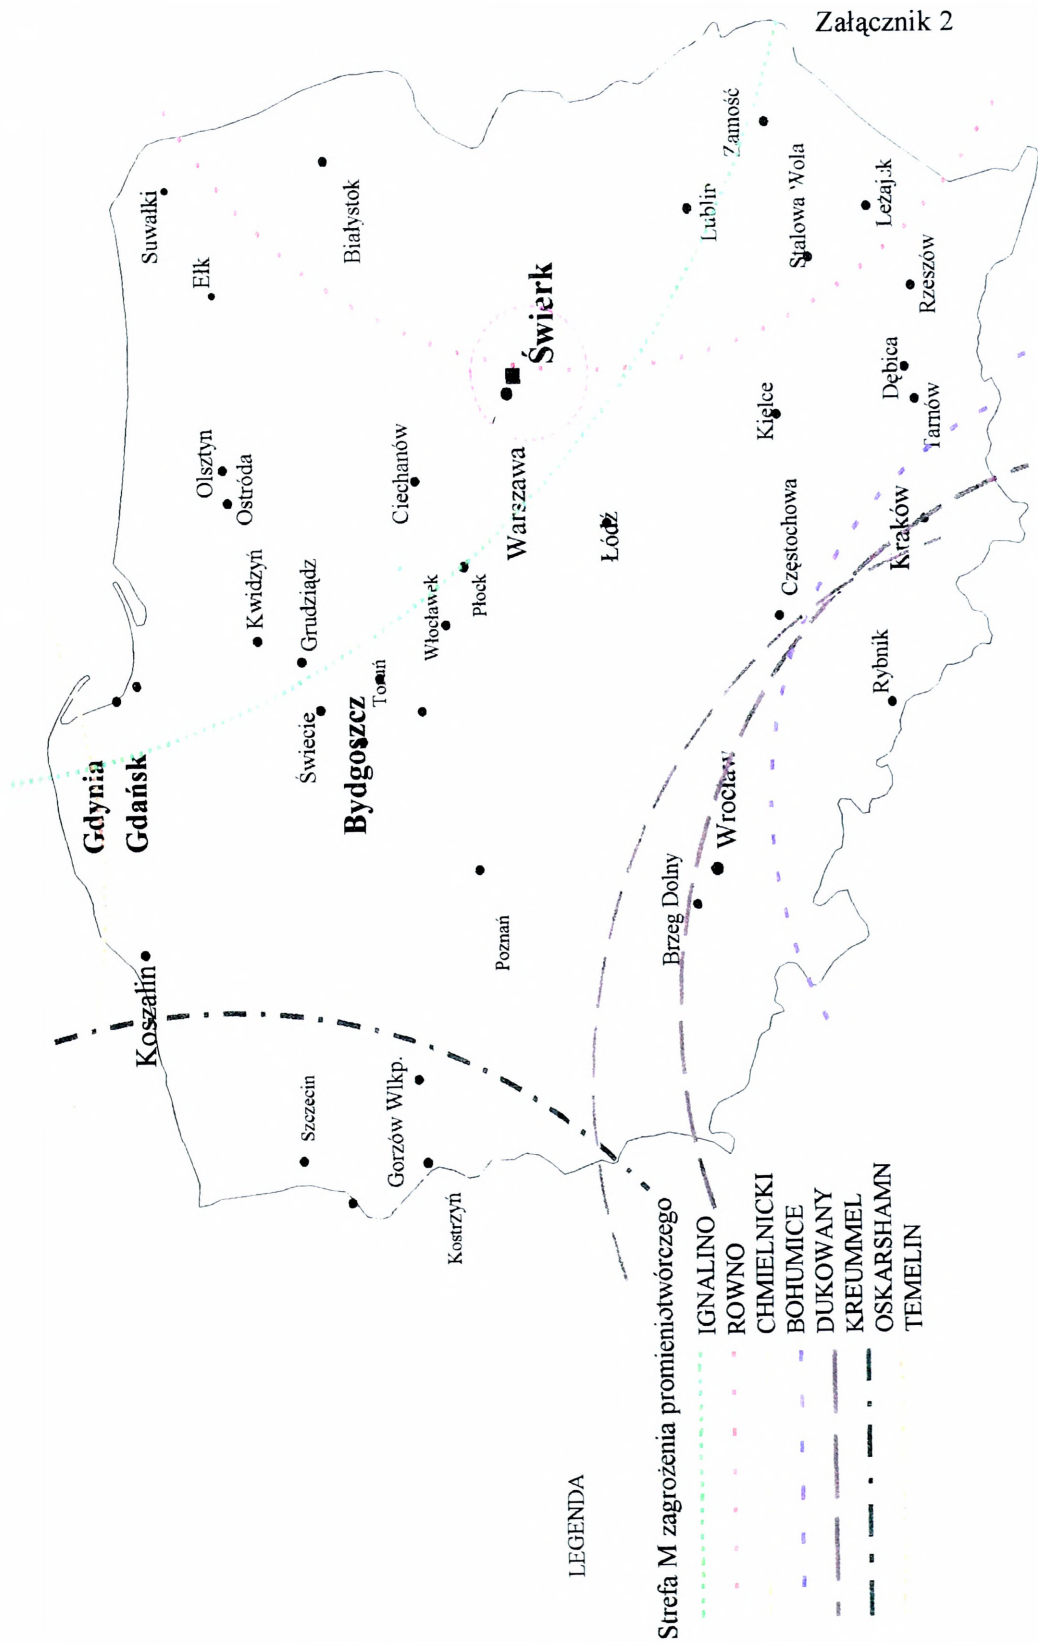 Załącznik 2
Suwałki
Ełk
Białystok
Olsztyn
Ostróda
Kwidzyń
Grudziądz
Gdynia
Gdańsk
Koszalin
Świecie
Bydgoszcz
Toruń
Włocławek
Płock
Ciechanów
Warszawa
Świerk
Łódź
Lublin
Zamość
Stalowa Wola
Leżajsk
Rzeszów
Dębica
Tarnów
Kielce
Częstochowa
Kraków
Rybnik
Wrocław
Brzeg Dolny
Poznań
Szczecin
Gorzów Wlkp.
Kostrzyń
LEGENDA
Strefa M zagrożenia promieniotwórczego
IGNALINO
ROWNO
CHMIELNICKI
BOHUMICE
DUKOWANY
KREUMMEL
OSKARSHAMN
TEMELIN